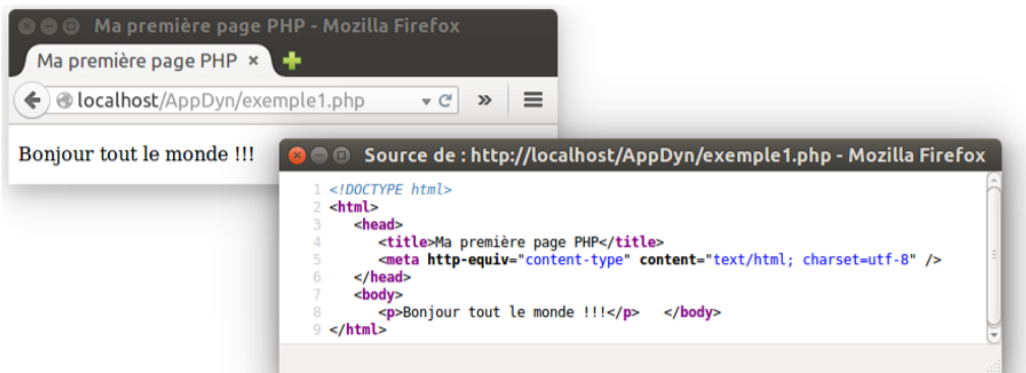 Ma première page PHP - Mozilla Firefox
Ma première page PHP
localhost/AppDyn/exemple1.php
Bonjour tout le monde !!!
Source de : http://localhost/AppDyn/exemple1.php - Mozilla Firefox
1 <!DOCTYPE html>
2 <html>
3 <head>
4 <title>Ma première page PHP</title>
5 <meta http-equiv="content-type" content="text/html; charset=utf-8" />
6 </head>
7 <body>
8 <p>Bonjour tout le monde !!!</p> </body>
9 </html>